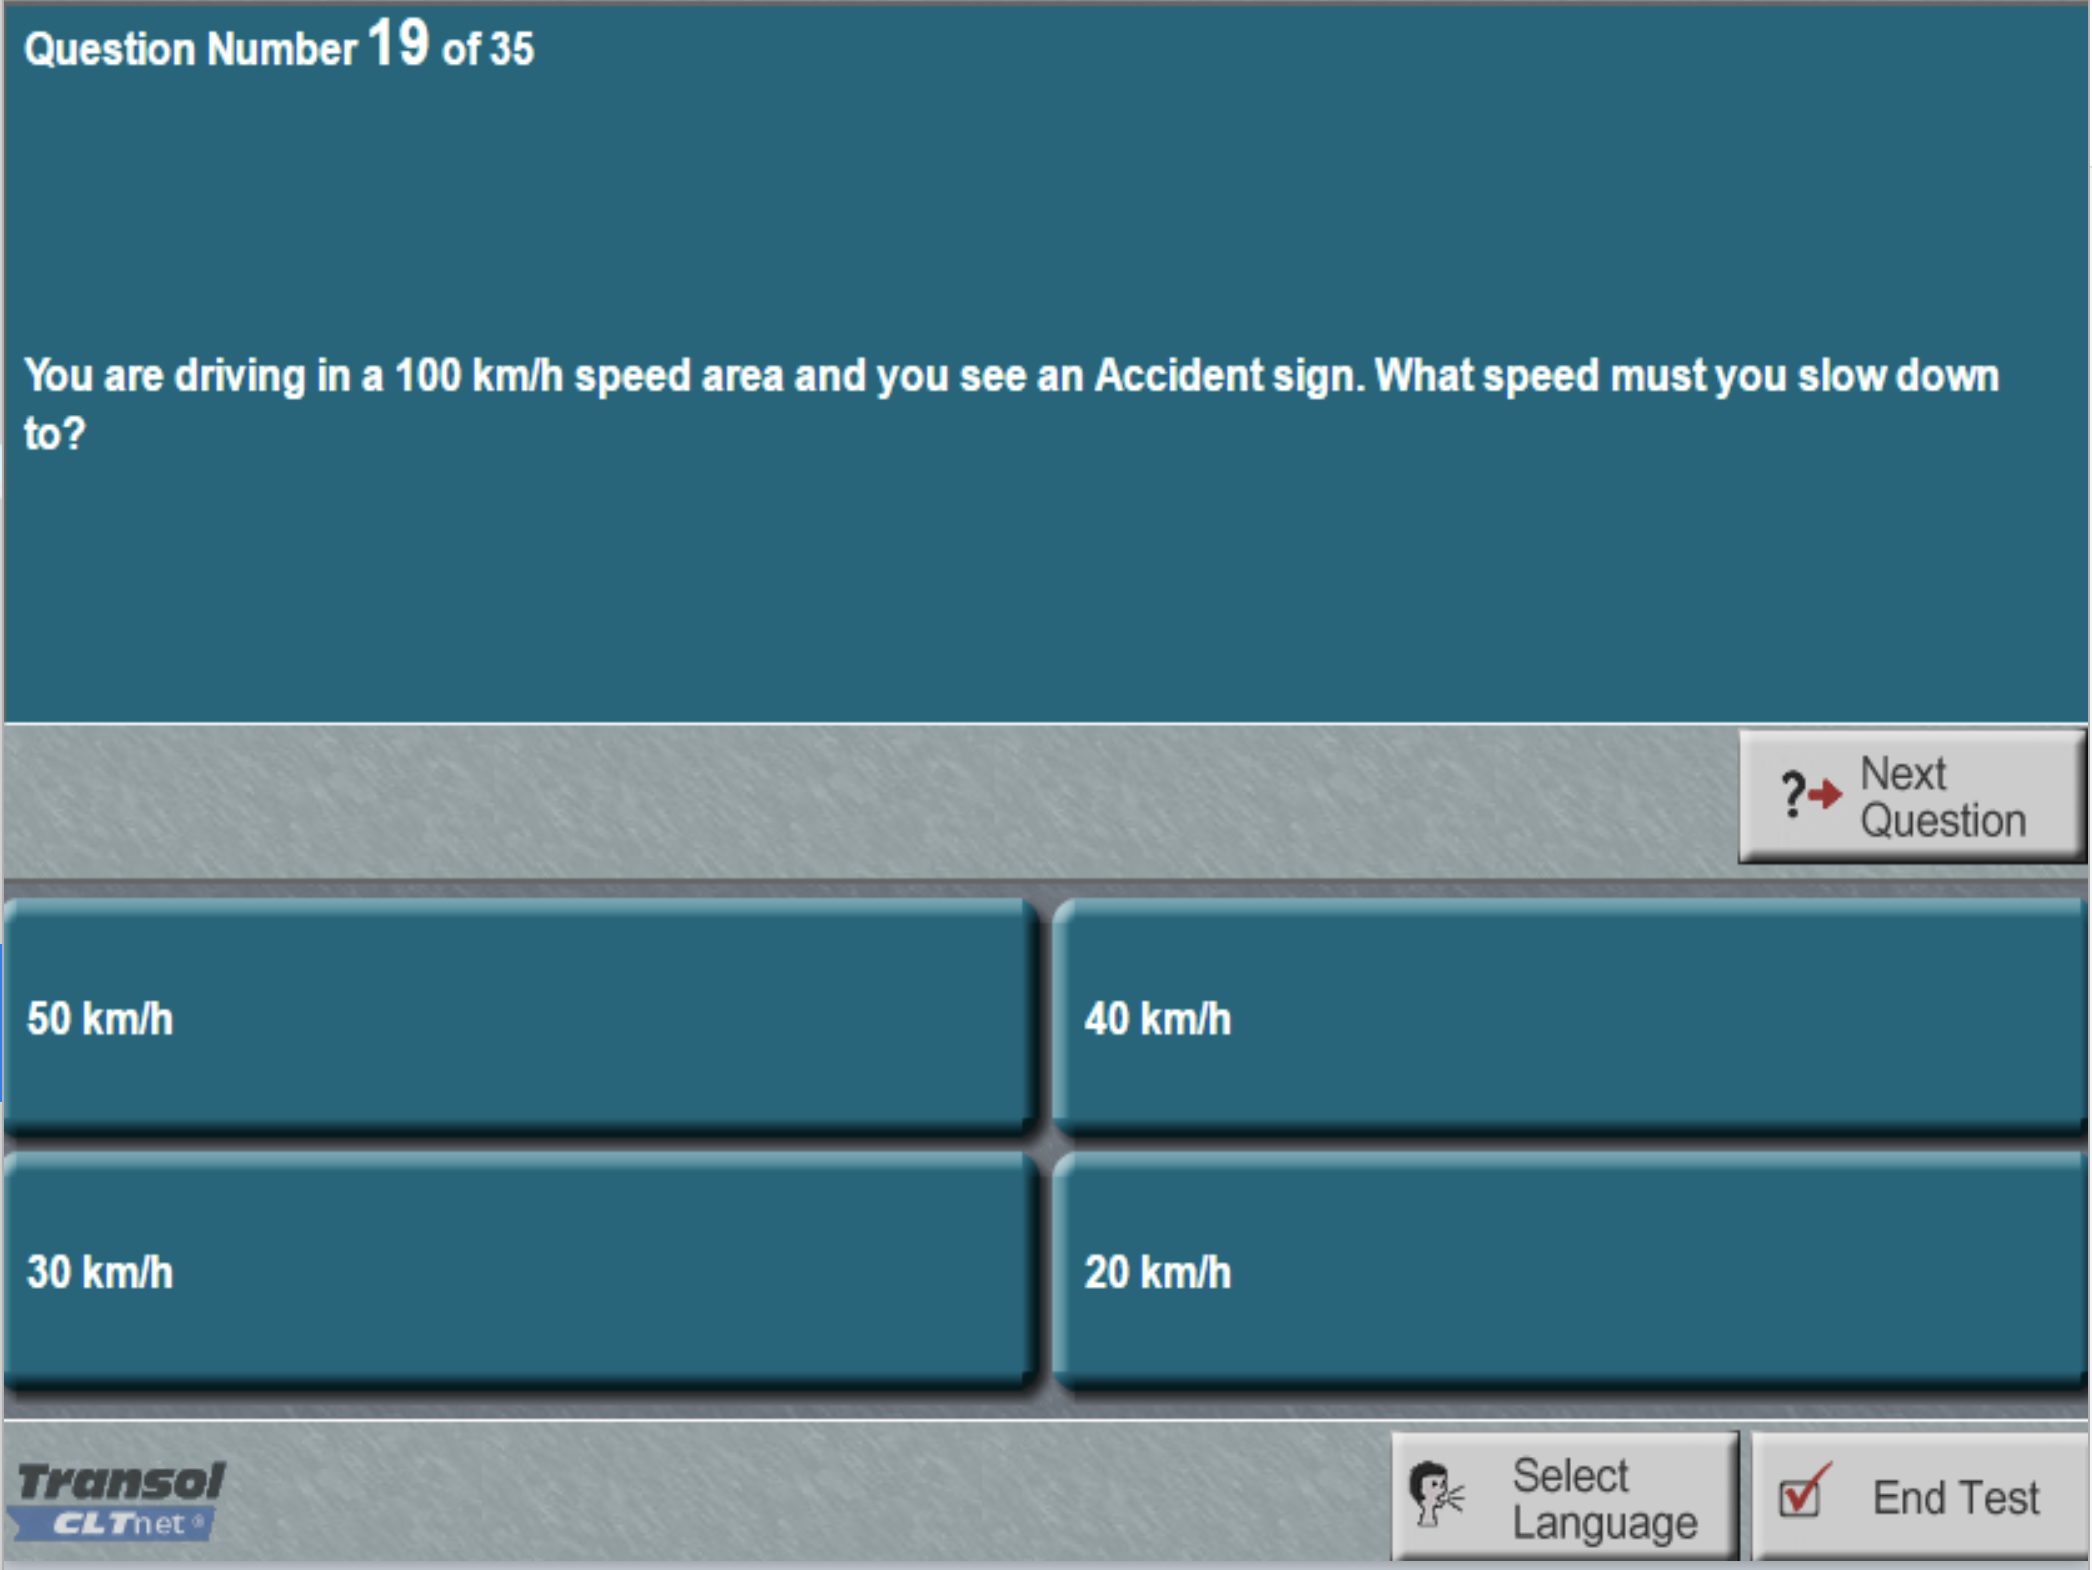 Question Number 19 of 35
You are driving in a 100 km/h speed area and you see an Accident sign. What speed must you slow down
to?
?→ Next
Question
50 km/h
40 km/h
30 km/h
20 km/h
Transol
CLTnet ®
Select
Language
End Test